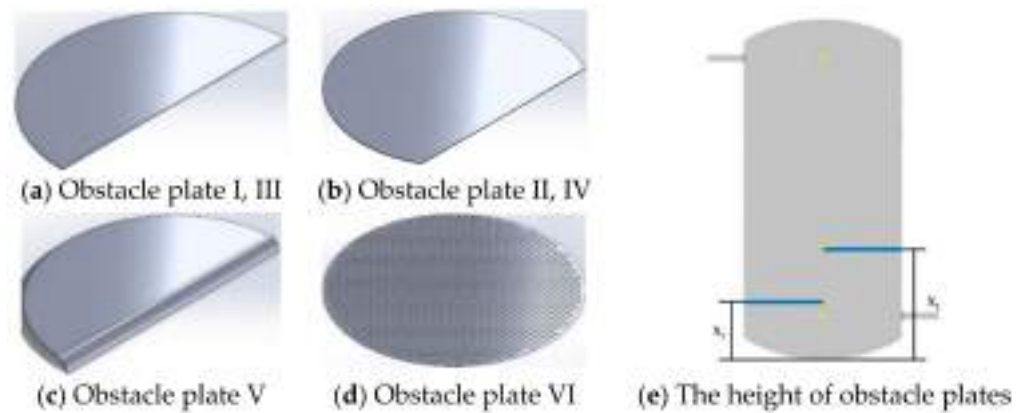 (a) Obstacle plate I, III
(b) Obstacle plate II, IV
(c) Obstacle plate V
(d) Obstacle plate VI
(e) The height of obstacle plates